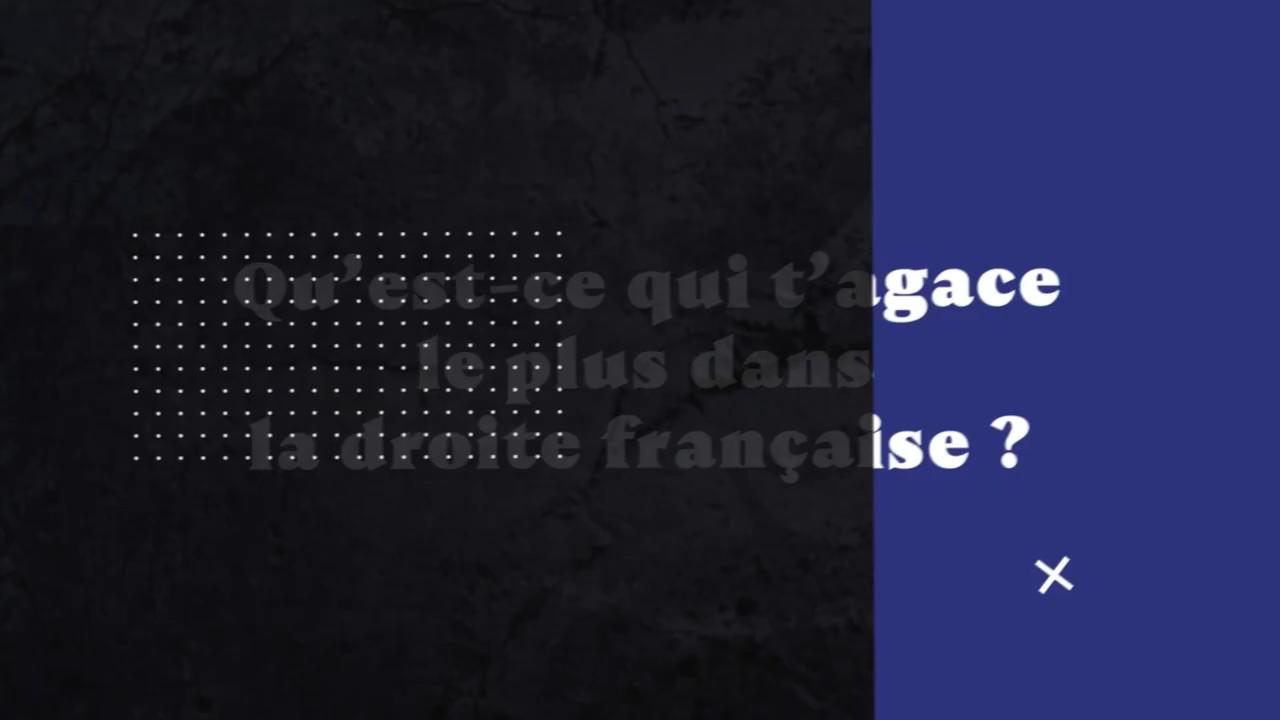 Qu’est-ce qui t’agace
le plus dans
la droite française ?